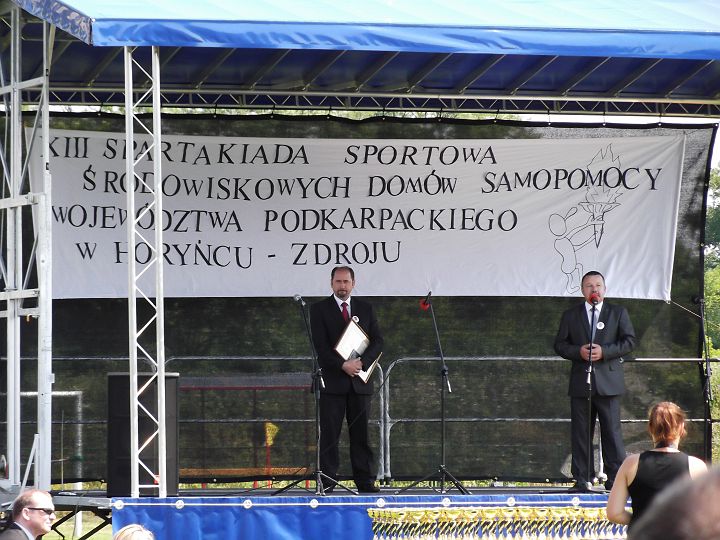 XIII SPARTAKIADA SPORTOWA
ŚRODOWISKOWYCH DOMÓW SAMOPOMOCY
WOJEWÓDZTWA PODKARPACKIEGO
W HORYŃCU - ZDROJU